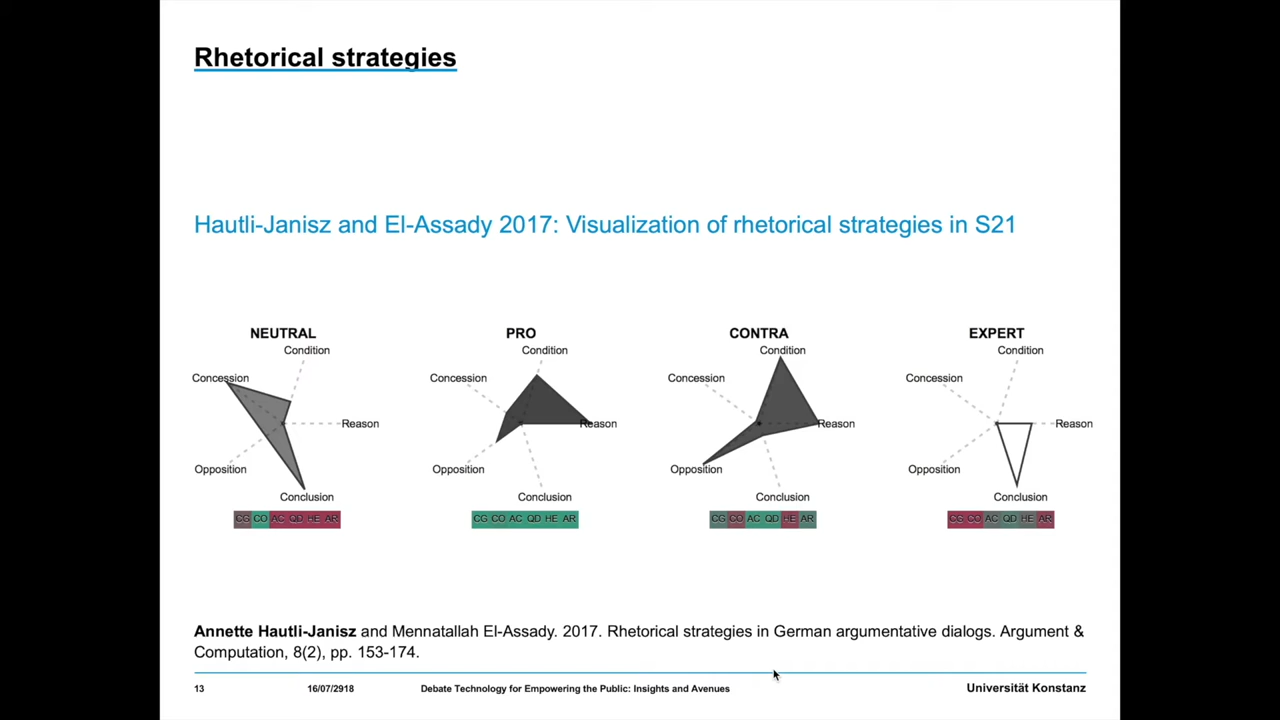 Rhetorical strategies
Hautli-Janisz and El-Assady 2017: Visualization of rhetorical strategies in S21
NEUTRAL
Condition
Concession
Reason
Opposition
Conclusion
CG CO AC QD HE AR
PRO
Condition
Concession
Reason
Opposition
Conclusion
CG CO AC QD HE AR
CONTRA
Condition
Concession
Reason
Opposition
Conclusion
CG CO AC QD HE AR
EXPERT
Condition
Concession
Reason
Opposition
Conclusion
CG CO AC QD HE AR
Annette Hautli-Janisz and Mennatallah El-Assady. 2017. Rhetorical strategies in German argumentative dialogs. Argument &
Computation, 8(2), pp. 153-174.
13 16/07/2918 Debate Technology for Empowering the Public: Insights and Avenues Universität Konstanz